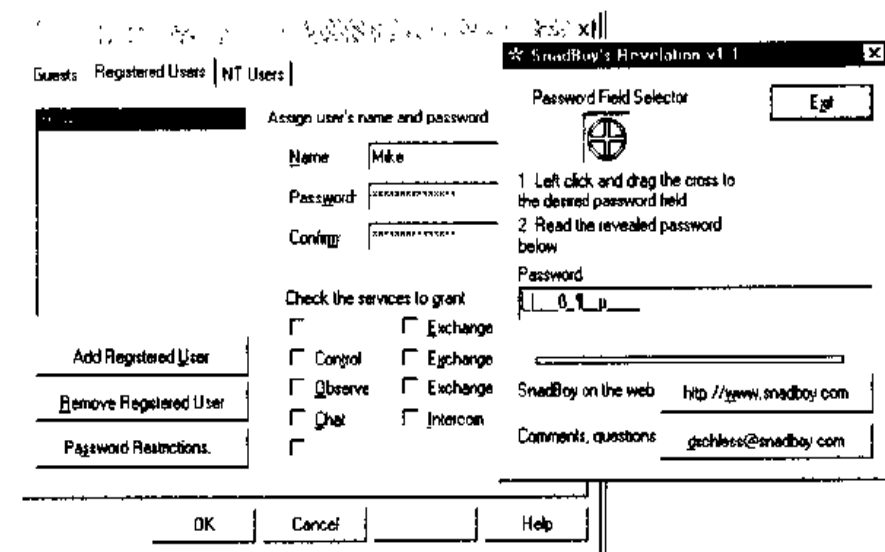 Guests Registered Users NT Users
Assign user's name and password
Name Mike
Password **************
Confirm **************
Check the services to grant
Exchange
Control Exchange
Observe Exchange
Chat Intercom
Add Registered User
Remove Registered User
Password Restrictions.
OK Cancel Help
SnadBoy's Revelation v1 1
Password Field Selector
Exit
1 Left click and drag the cross to
the desired password field
2 Read the revealed password
below
Password
SnadBoy on the web http //www.snadboy com
Comments, questions dschless@snadboy com